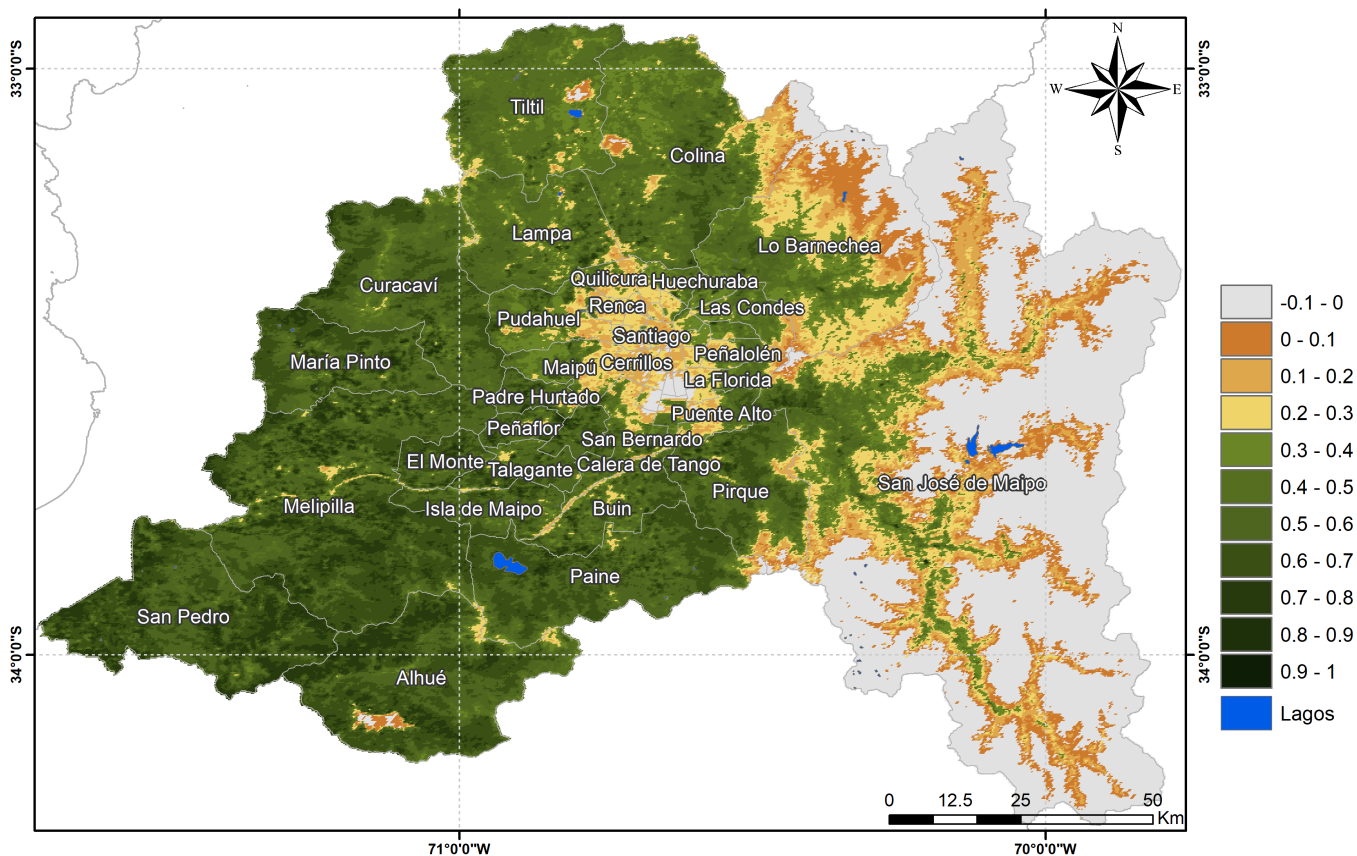 N
W
E
S
33°0'0"S
33°0'0"S
Tiltil
Colina
Lampa
Lo Barnechea
Quilicura
Huechuraba
Curacaví
Renca
Las Condes
Pudahuel
Santiago
Peñalolén
María Pinto
Maipú
Cerrillos
La Florida
Padre Hurtado
Puente Alto
Peñaflor
San Bernardo
El Monte
Talagante
Calera de Tango
San José de Maipo
Pirque
Melipilla
Isla de Maipo
Buin
Paine
San Pedro
34°0'0"S
34°0'0"S
Alhué
0
12.5
25
50
Km
71°0'0"W
70°0'0"W
-0.1 - 0
0 - 0.1
0.1 - 0.2
0.2 - 0.3
0.3 - 0.4
0.4 - 0.5
0.5 - 0.6
0.6 - 0.7
0.7 - 0.8
0.8 - 0.9
0.9 - 1
Lagos